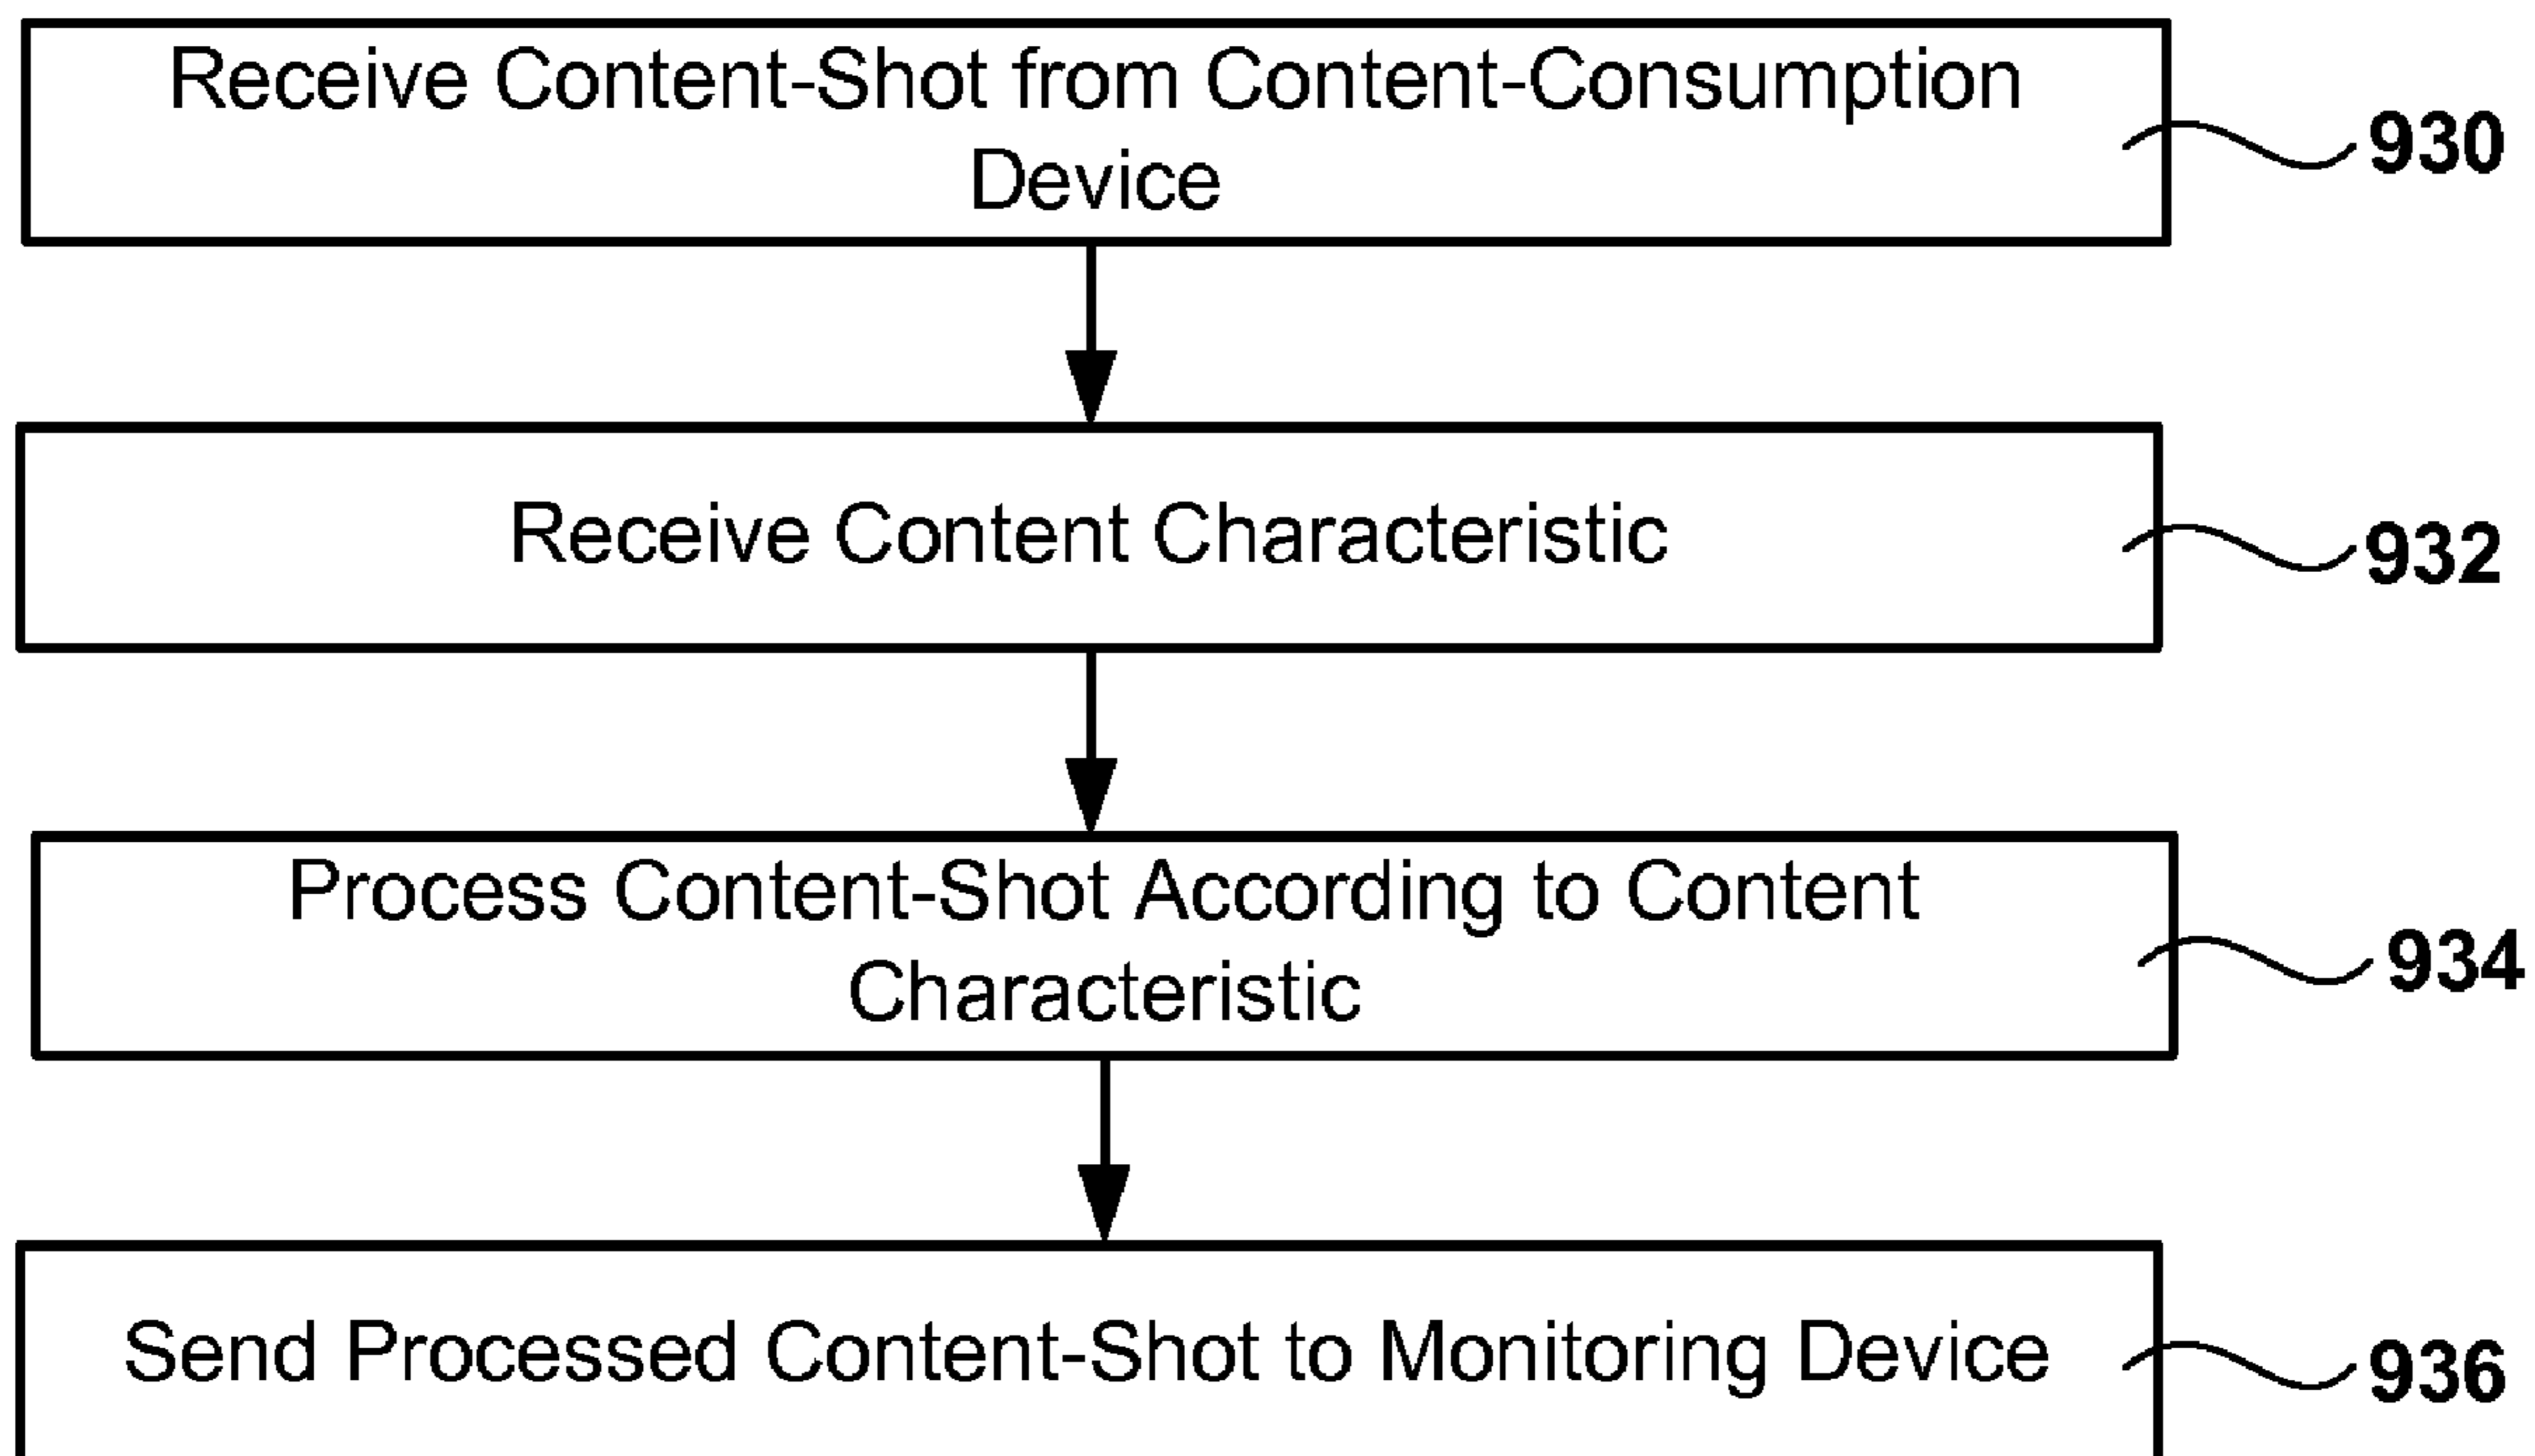 Receive Content-Shot from Content-Consumption
Device
930
Receive Content Characteristic
932
Process Content-Shot According to Content
Characteristic
934
Send Processed Content-Shot to Monitoring Device
936